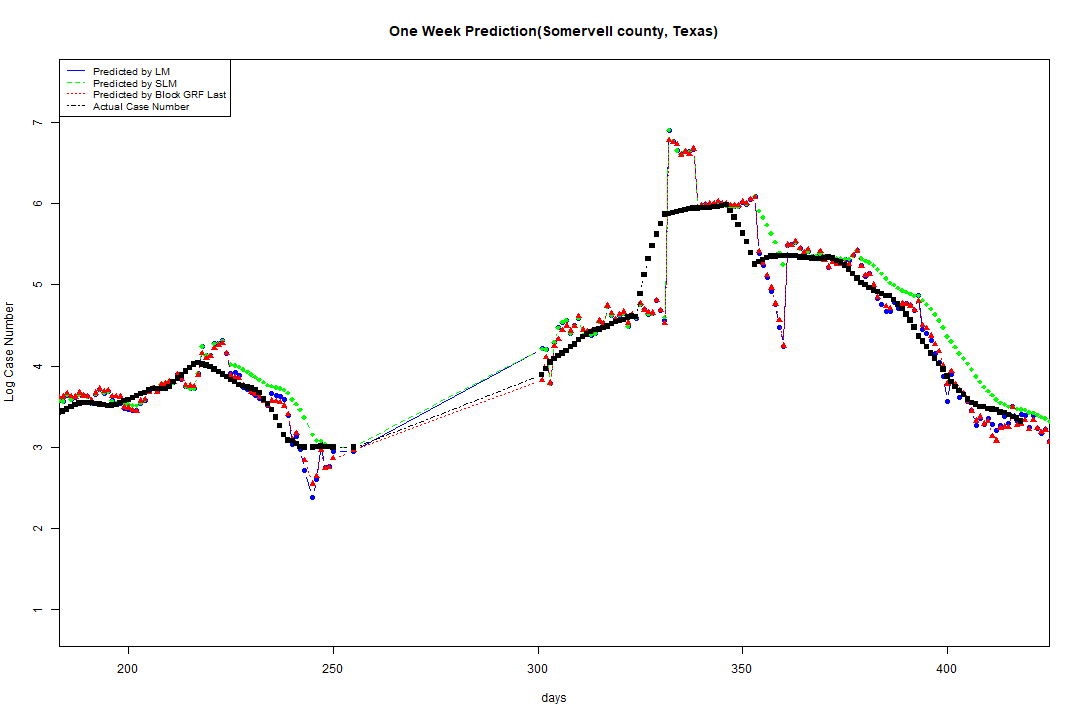 One Week Prediction(Somervell county, Texas)
Predicted by LM
Predicted by SLM
Predicted by Block GRF Last
Actual Case Number
Log Case Number
7
6
5
4
3
2
1
200
250
300
350
400
days